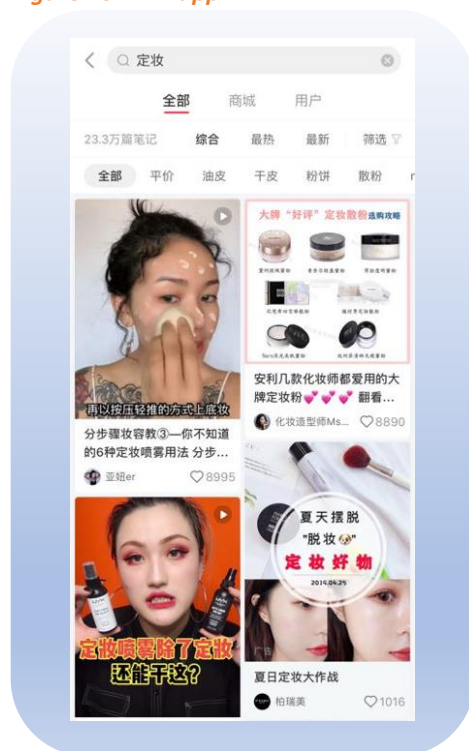 定妆
全部 商城 用户
23.3万篇笔记 综合 最热 最新 筛选
全部 平价 油皮 干皮 粉饼 散粉
再以按压轻推的方式上底妆
分步骤妆容教③—你不知道
的6种定妆喷雾用法 分步...
亚妞er 8995
大牌“好评”定妆散粉选购攻略
安利几款化妆师都爱用的大
牌定妆粉💕💕💕 翻看...
化妆造型师Ms... 8890
NYX
定妆喷雾除了定妆
还能干这?
夏天摆脱
"脱妆🐶"
定妆好物
2019.04.25
广告
夏日定妆大作战
柏瑞美 1016